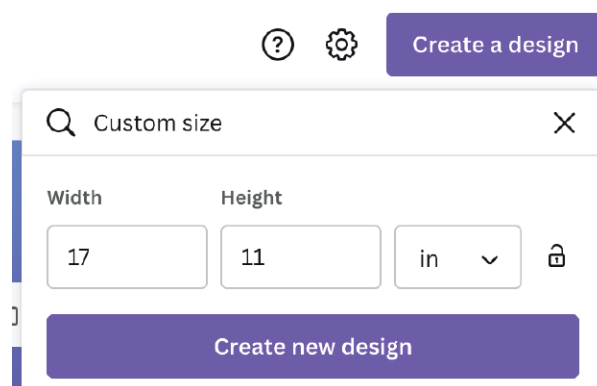 Create a design
Custom size
Width Height
17 11 in
Create new design